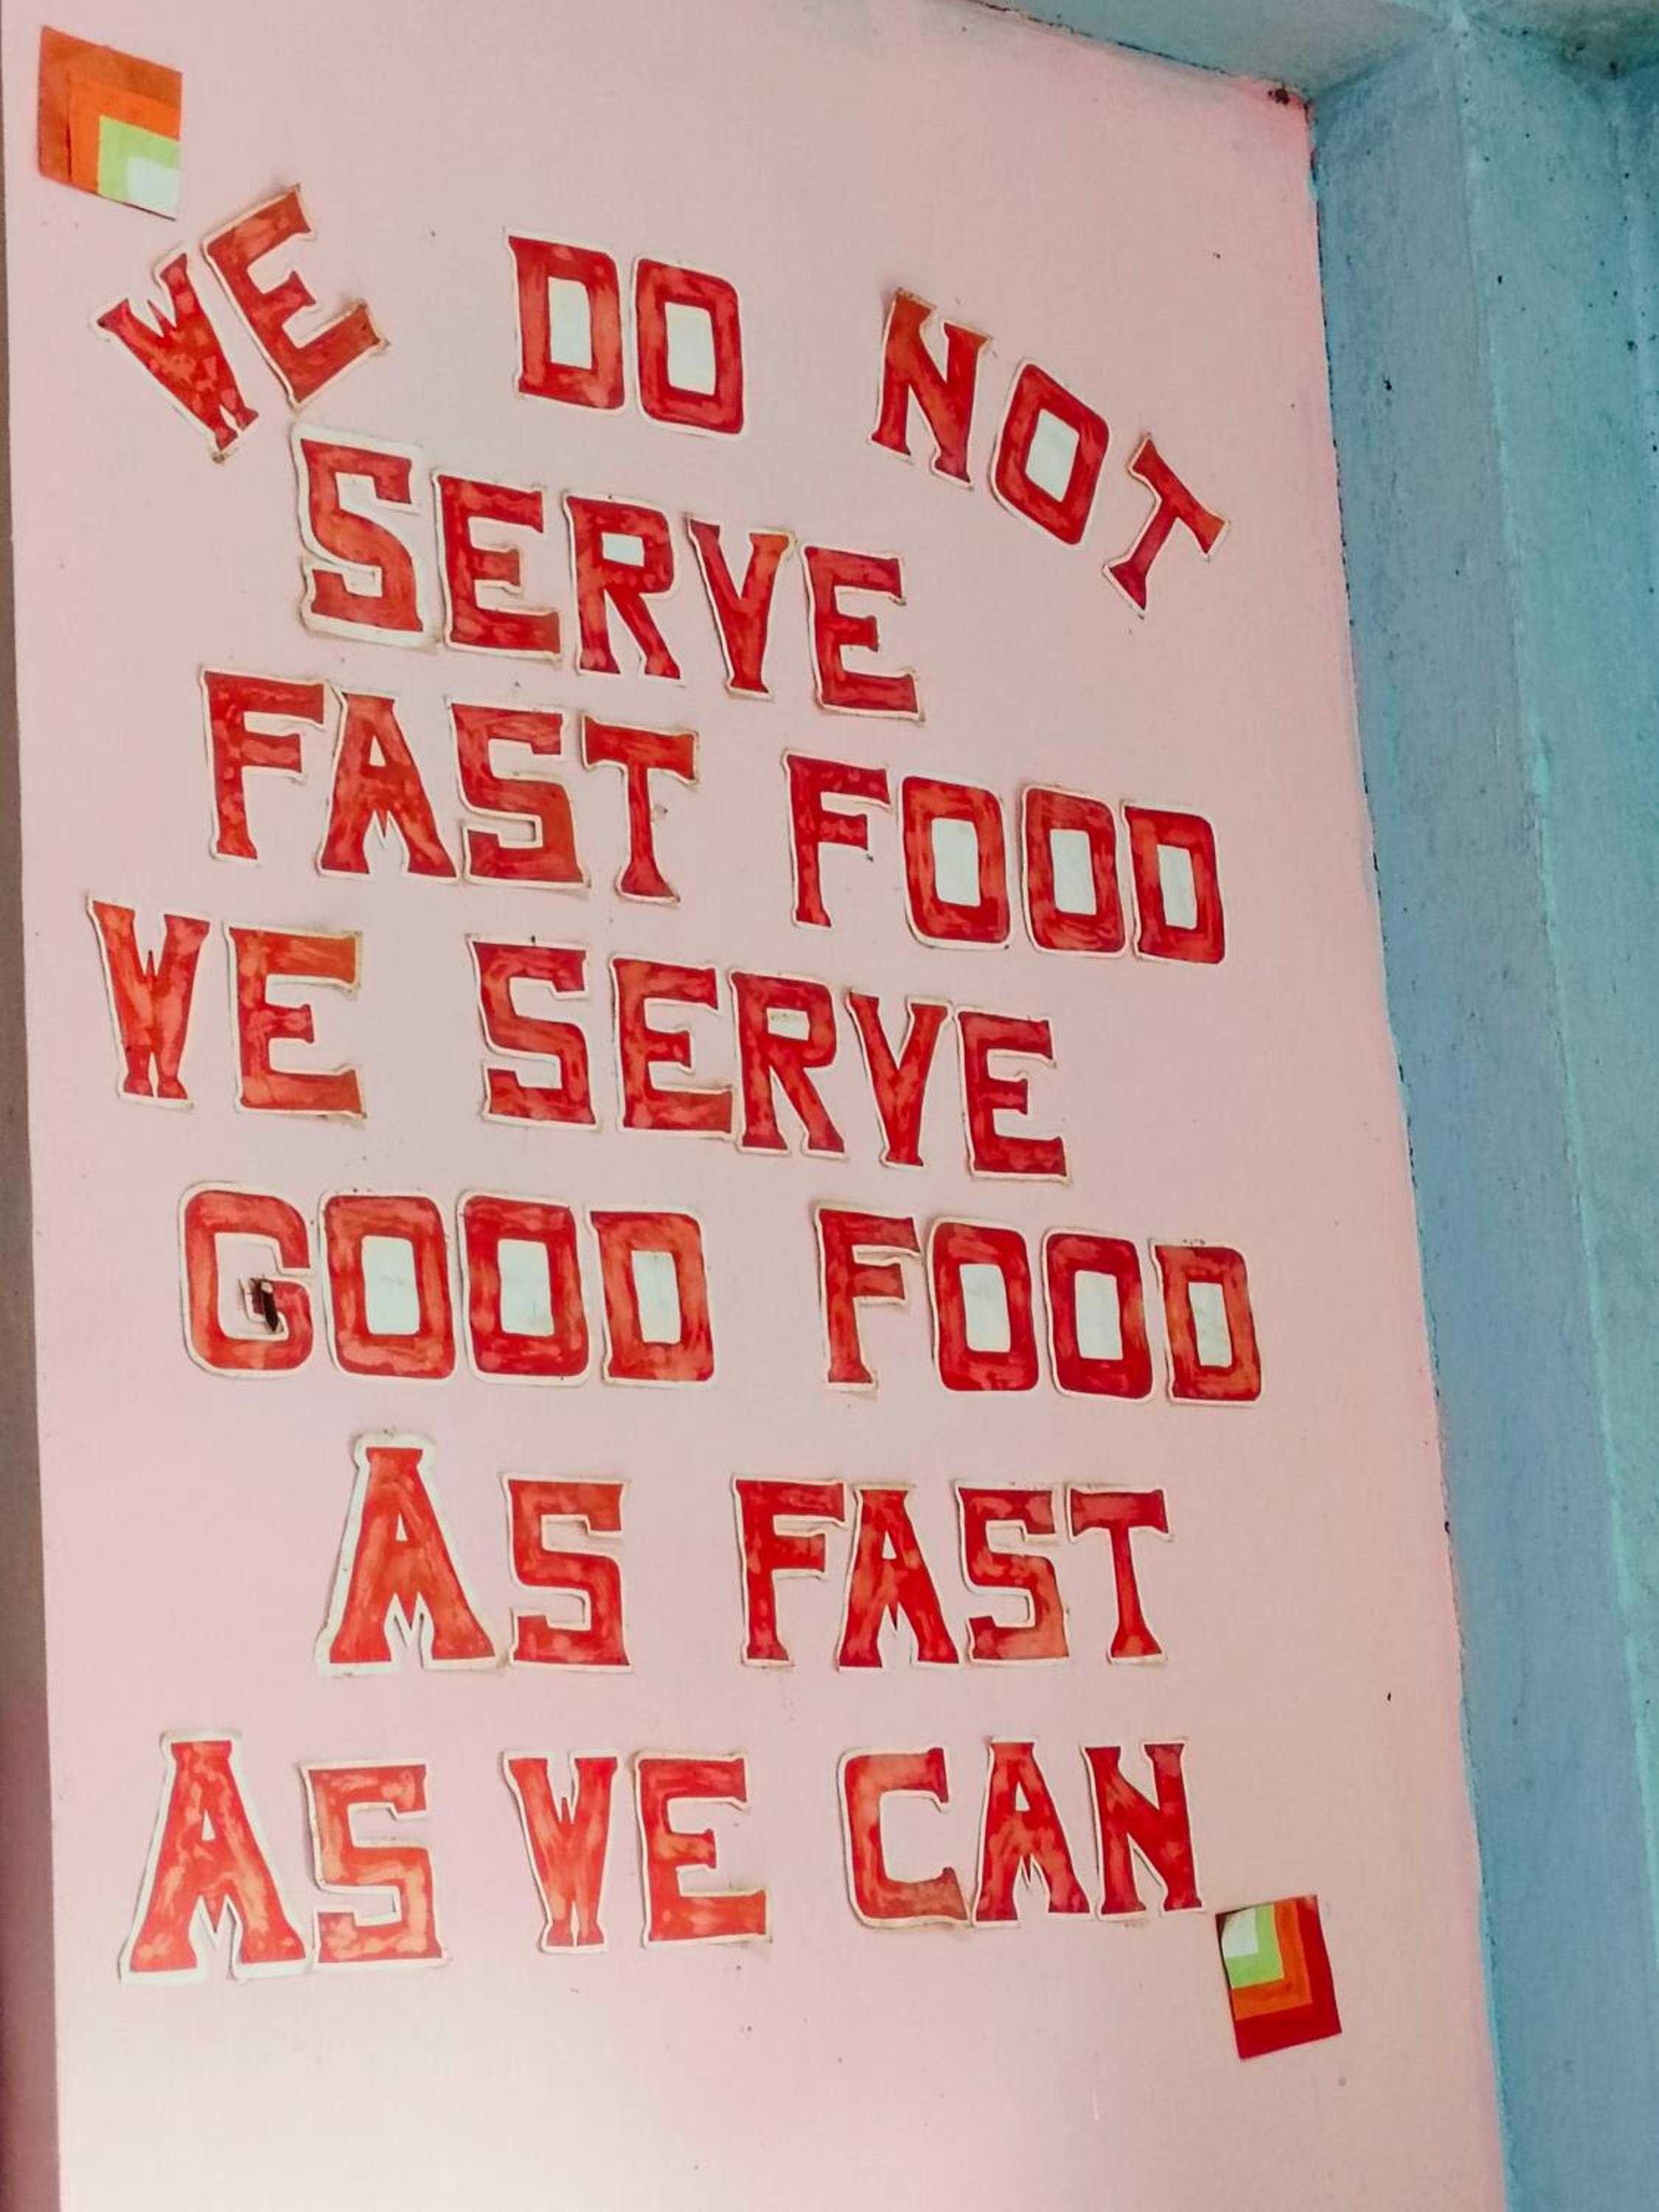 WE DO NOT
SERVE
FAST FOOD
WE SERVE
GOOD FOOD
AS FAST
AS WE CAN